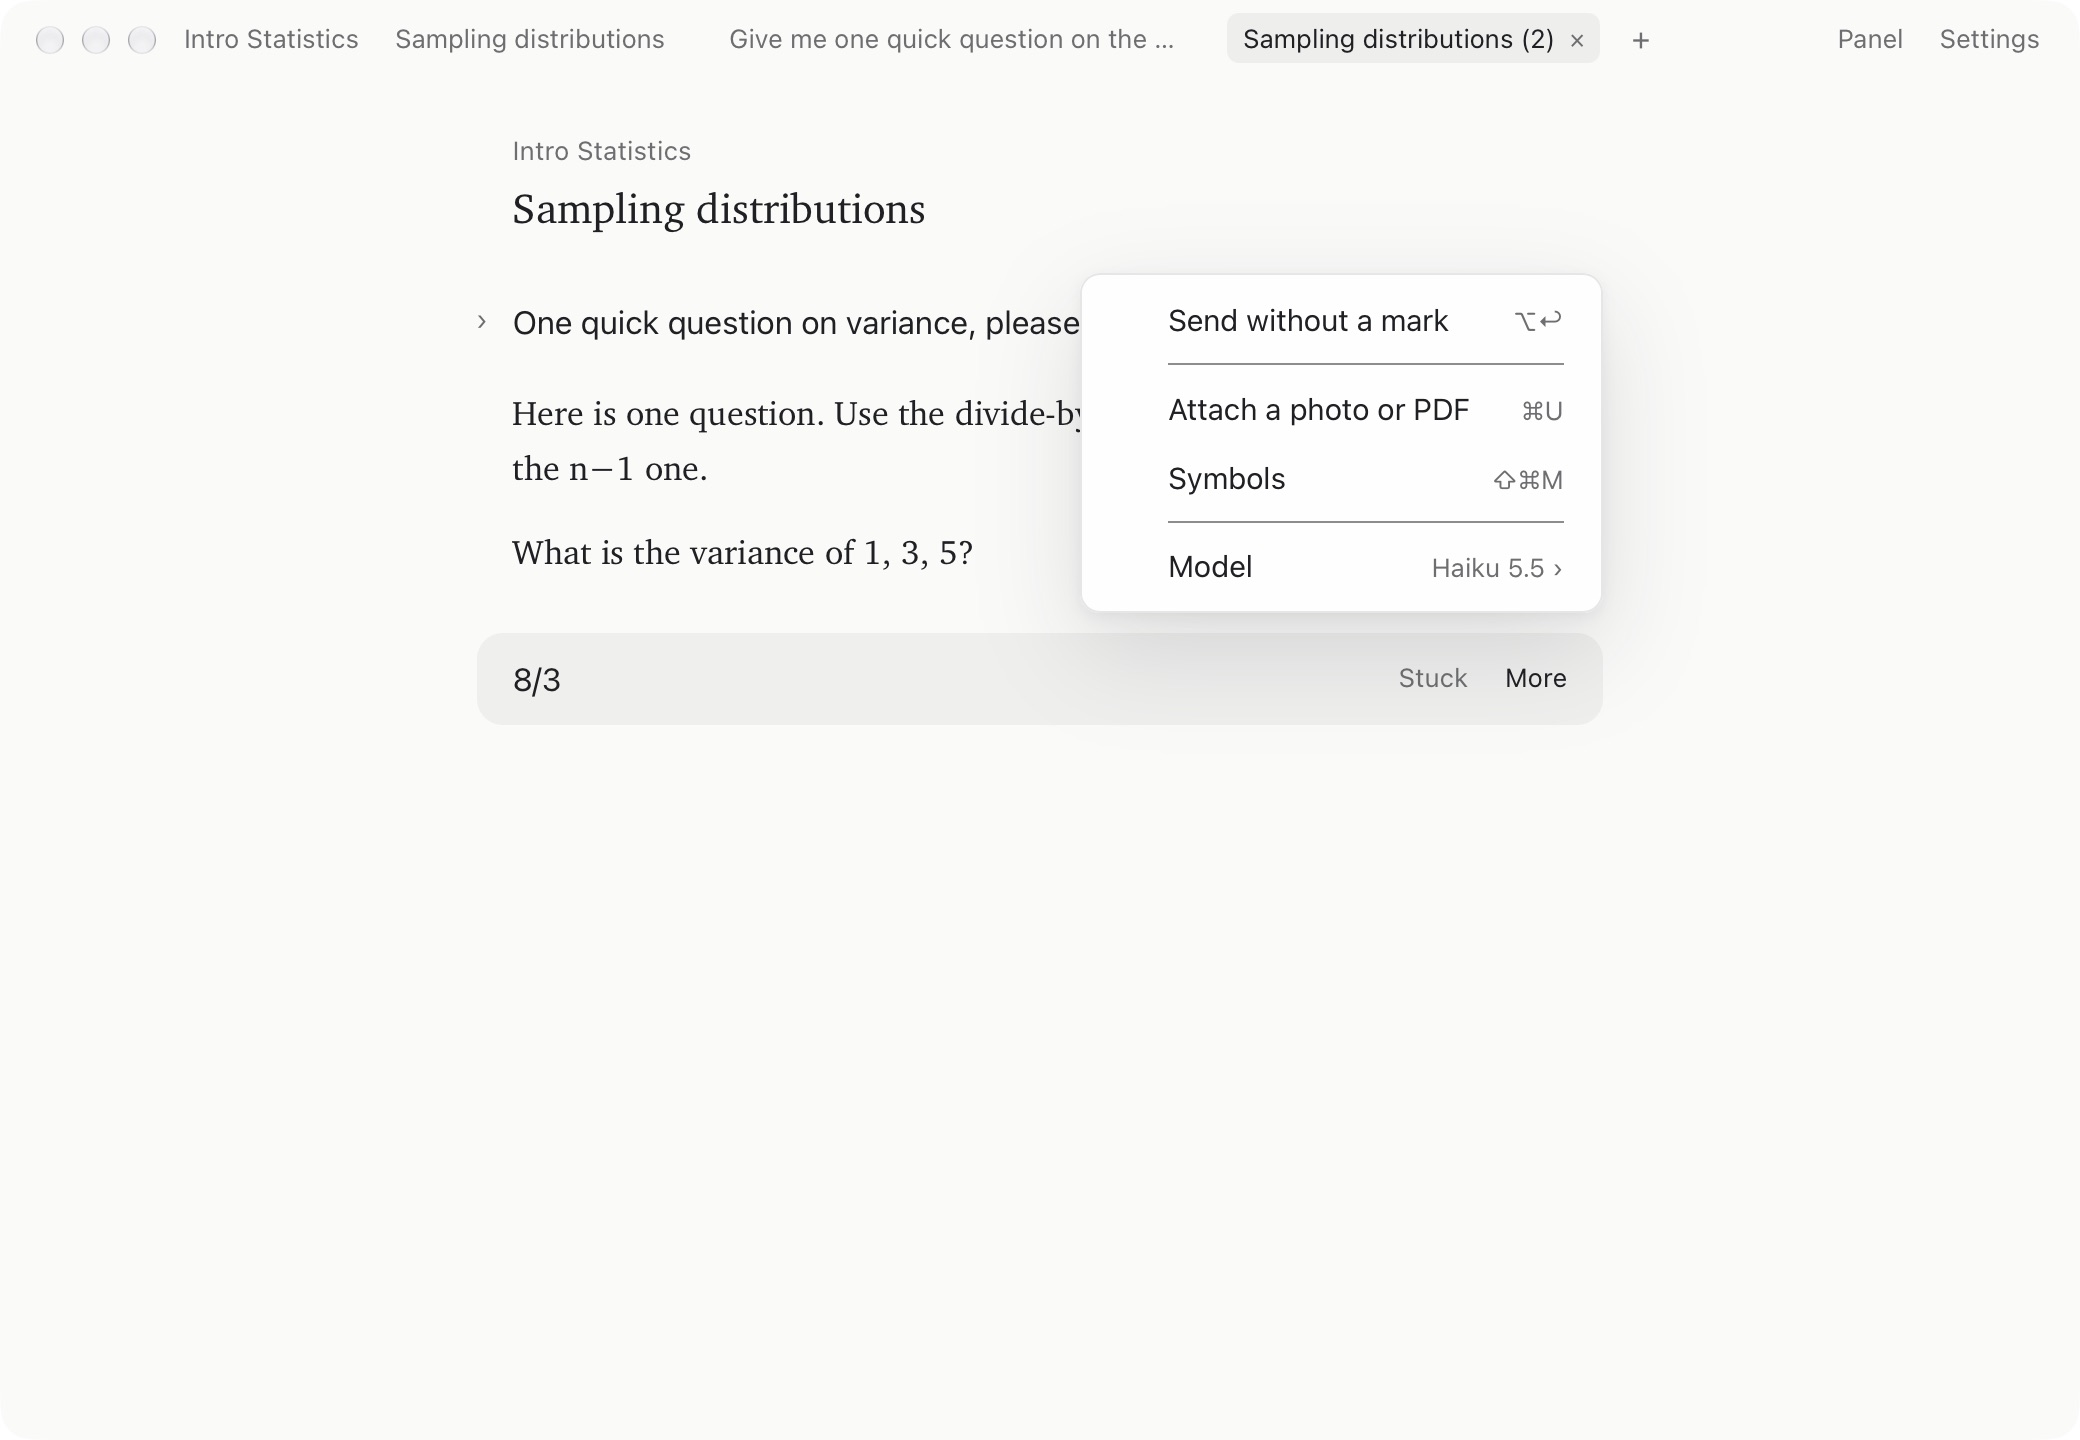 Intro Statistics Sampling distributions Give me one quick question on the ... Sampling distributions (2) × + Panel Settings
Intro Statistics
Sampling distributions
› One quick question on variance, please
Here is one question. Use the divide-by
the n−1 one.
What is the variance of 1, 3, 5?
Send without a mark ⌥↩
Attach a photo or PDF ⌘U
Symbols ⇧⌘M
Model Haiku 5.5 ›
8/3 Stuck More